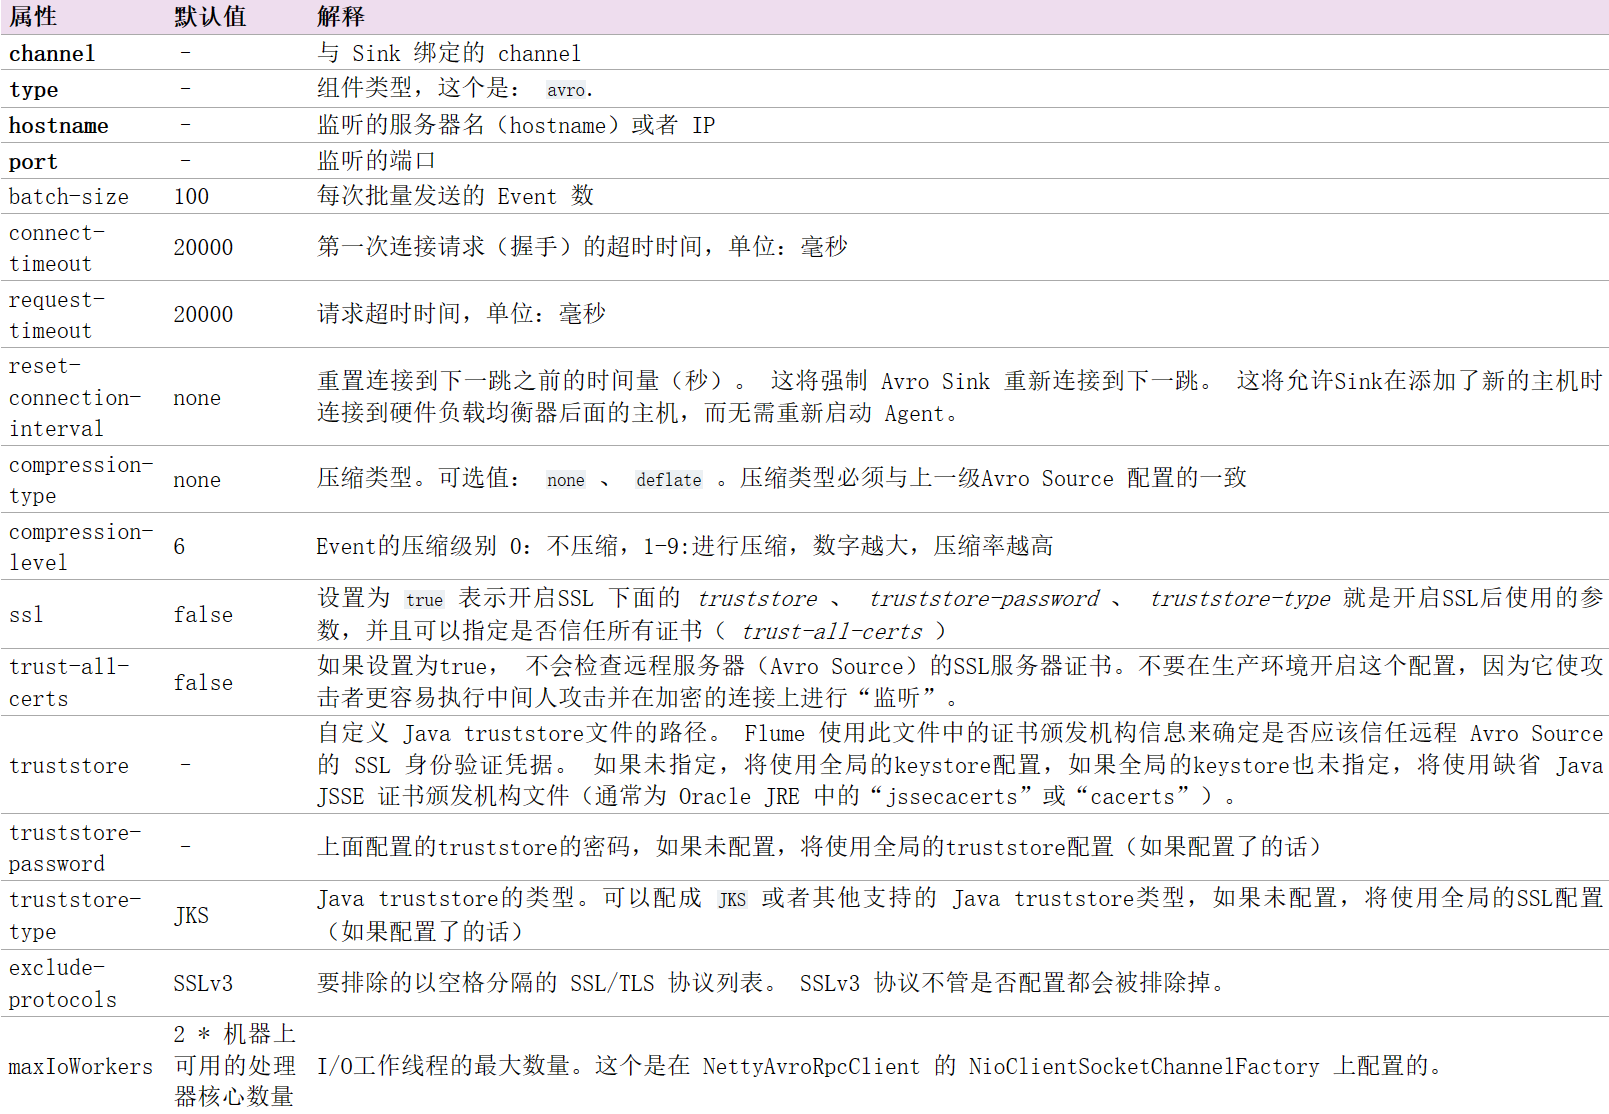 属性 默认值 解释
channel - 与 Sink 绑定的 channel
type - 组件类型，这个是： avro.
hostname - 监听的服务器名（hostname）或者 IP
port - 监听的端口
batch-size 100 每次批量发送的 Event 数
connect-
timeout 20000 第一次连接请求（握手）的超时时间，单位：毫秒
request-
timeout 20000 请求超时时间，单位：毫秒
reset-
connection-
interval none 重置连接到下一跳之前的时间量（秒）。 这将强制 Avro Sink 重新连接到下一跳。 这将允许Sink在添加了新的主机时
连接到硬件负载均衡器后面的主机，而无需重新启动 Agent。
compression-
type none 压缩类型。可选值： none 、 deflate 。压缩类型必须与上一级Avro Source 配置的一致
compression-
level 6 Event的压缩级别 0：不压缩，1-9:进行压缩，数字越大，压缩率越高
ssl false 设置为 true 表示开启SSL 下面的 truststore 、 truststore-password 、 truststore-type 就是开启SSL后使用的参
数，并且可以指定是否信任所有证书（ trust-all-certs ）
trust-all-
certs false 如果设置为true， 不会检查远程服务器（Avro Source）的SSL服务器证书。不要在生产环境开启这个配置，因为它使攻
击者更容易执行中间人攻击并在加密的连接上进行“监听”。
truststore - 自定义 Java truststore文件的路径。 Flume 使用此文件中的证书颁发机构信息来确定是否应该信任远程 Avro Source
的 SSL 身份验证凭据。 如果未指定，将使用全局的keystore配置，如果全局的keystore也未指定，将使用缺省 Java
JSSE 证书颁发机构文件（通常为 Oracle JRE 中的“jssecacerts”或“cacerts”）。
truststore-
password - 上面配置的truststore的密码，如果未配置，将使用全局的truststore配置（如果配置了的话）
truststore-
type JKS Java truststore的类型。可以配成 JKS 或者其他支持的 Java truststore类型，如果未配置，将使用全局的SSL配置
（如果配置了的话）
exclude-
protocols SSLv3 要排除的以空格分隔的 SSL/TLS 协议列表。 SSLv3 协议不管是否配置都会被排除掉。
maxIoWorkers 2 * 机器上
可用的处理
器核心数量 I/O工作线程的最大数量。这个是在 NettyAvroRpcClient 的 NioClientSocketChannelFactory 上配置的。